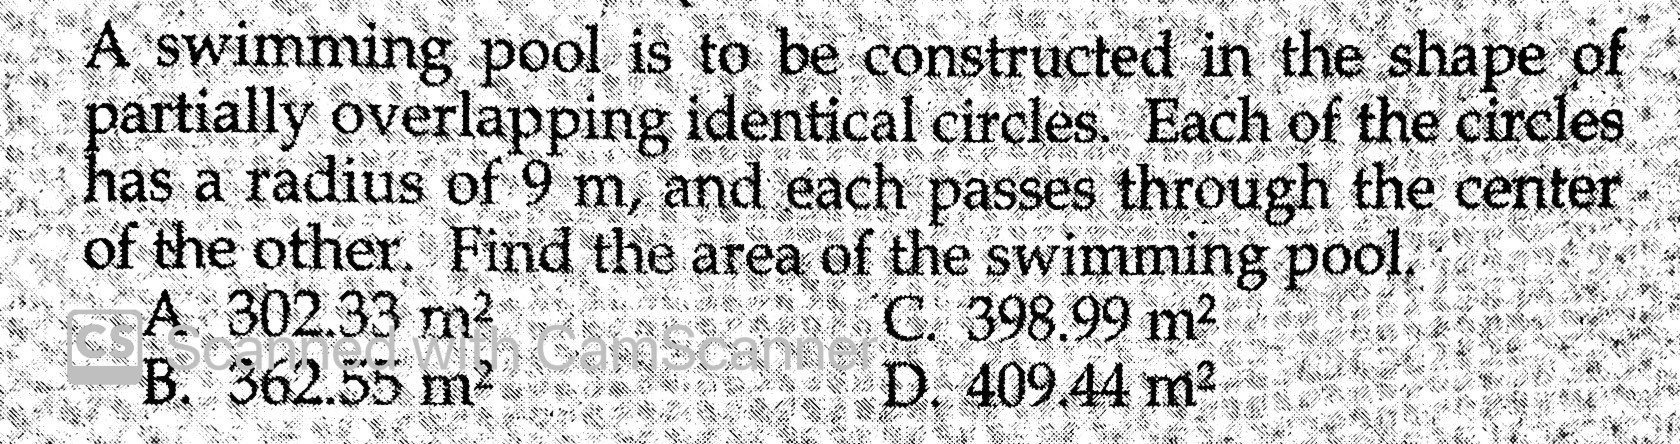 A swimming pool is to be constructed in the shape of
partially overlapping identical circles. Each of the circles
has a radius of 9 m, and each passes through the center
of the other. Find the area of the swimming pool.
A. 302.33 m² C. 398.99 m²
CS Scanned with CamScanner
B. 362.55 m² D. 409.44 m²